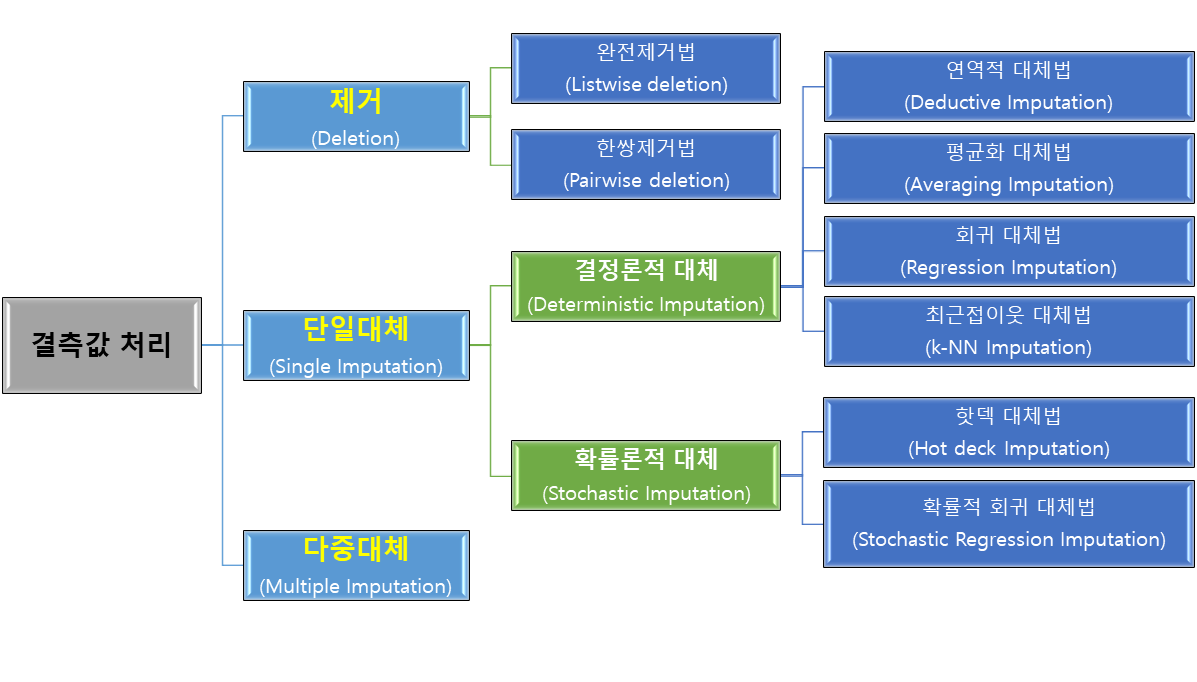 결측값 처리
제거
(Deletion)
완전제거법
(Listwise deletion)
한쌍제거법
(Pairwise deletion)
단일대체
(Single Imputation)
결정론적 대체
(Deterministic Imputation)
연역적 대체법
(Deductive Imputation)
평균화 대체법
(Averaging Imputation)
회귀 대체법
(Regression Imputation)
최근접이웃 대체법
(k-NN Imputation)
확률론적 대체
(Stochastic Imputation)
핫덱 대체법
(Hot deck Imputation)
확률적 회귀 대체법
(Stochastic Regression Imputation)
다중대체
(Multiple Imputation)